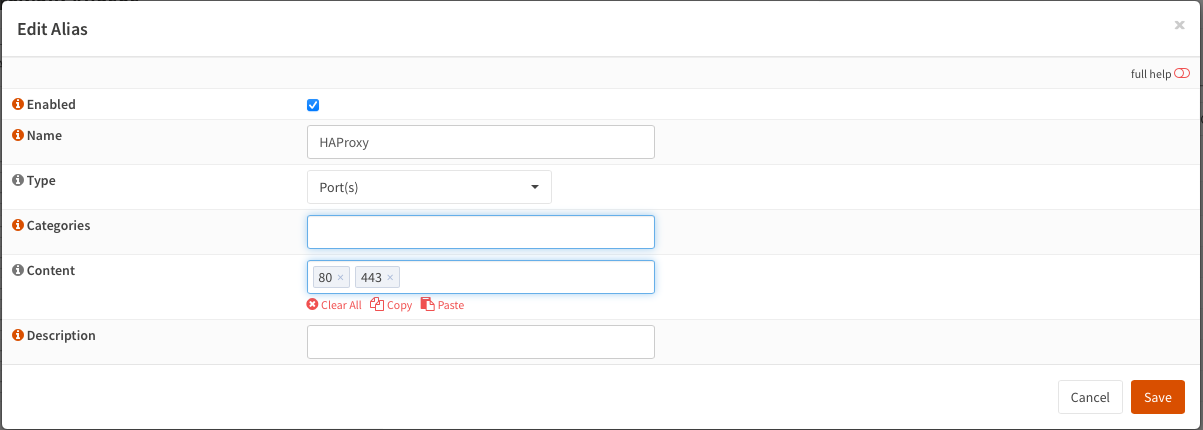 Edit Alias ×
full help
Enabled
Name HAProxy
Type Port(s)
Categories
Content 80 × 443 ×
Clear All Copy Paste
Description
Cancel Save